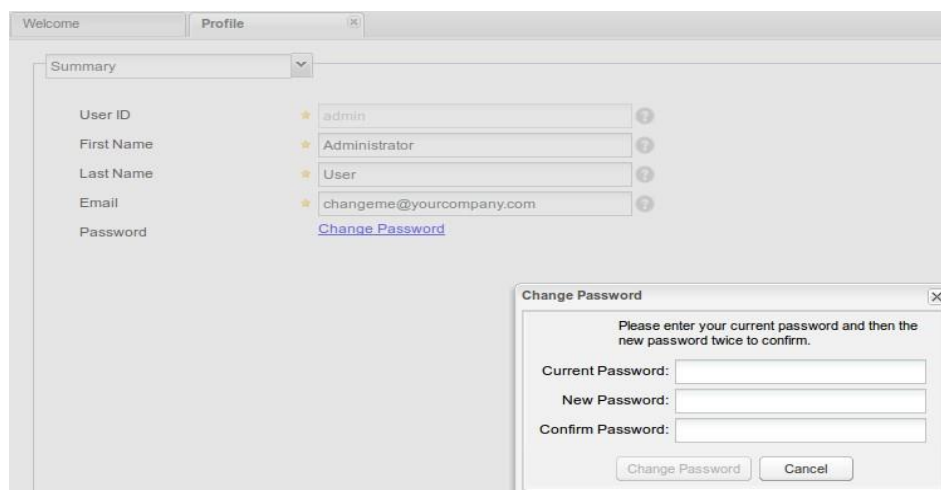 Welcome
Profile
Summary
User ID
admin
First Name
Administrator
Last Name
User
Email
changeme@yourcompany.com
Password
Change Password
Change Password
Please enter your current password and then the
new password twice to confirm.
Current Password:
New Password:
Confirm Password:
Change Password
Cancel